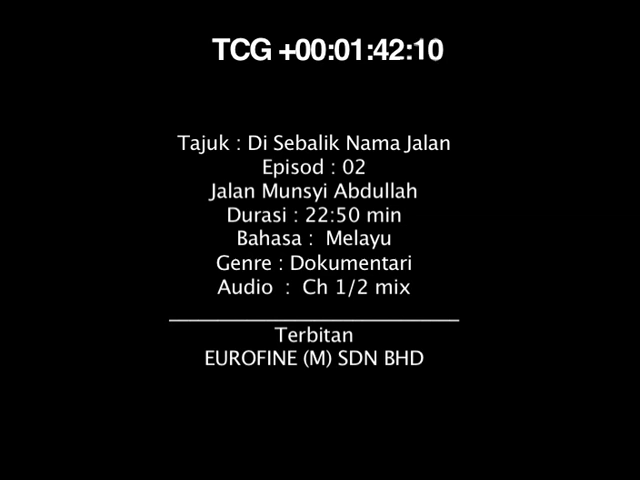 TCG +00:01:42:10
Tajuk : Di Sebalik Nama Jalan
Episod : 02
Jalan Munsyi Abdullah
Durasi : 22:50 min
Bahasa :  Melayu
Genre : Dokumentari
Audio  :  Ch 1/2 mix
Terbitan
EUROFINE (M) SDN BHD